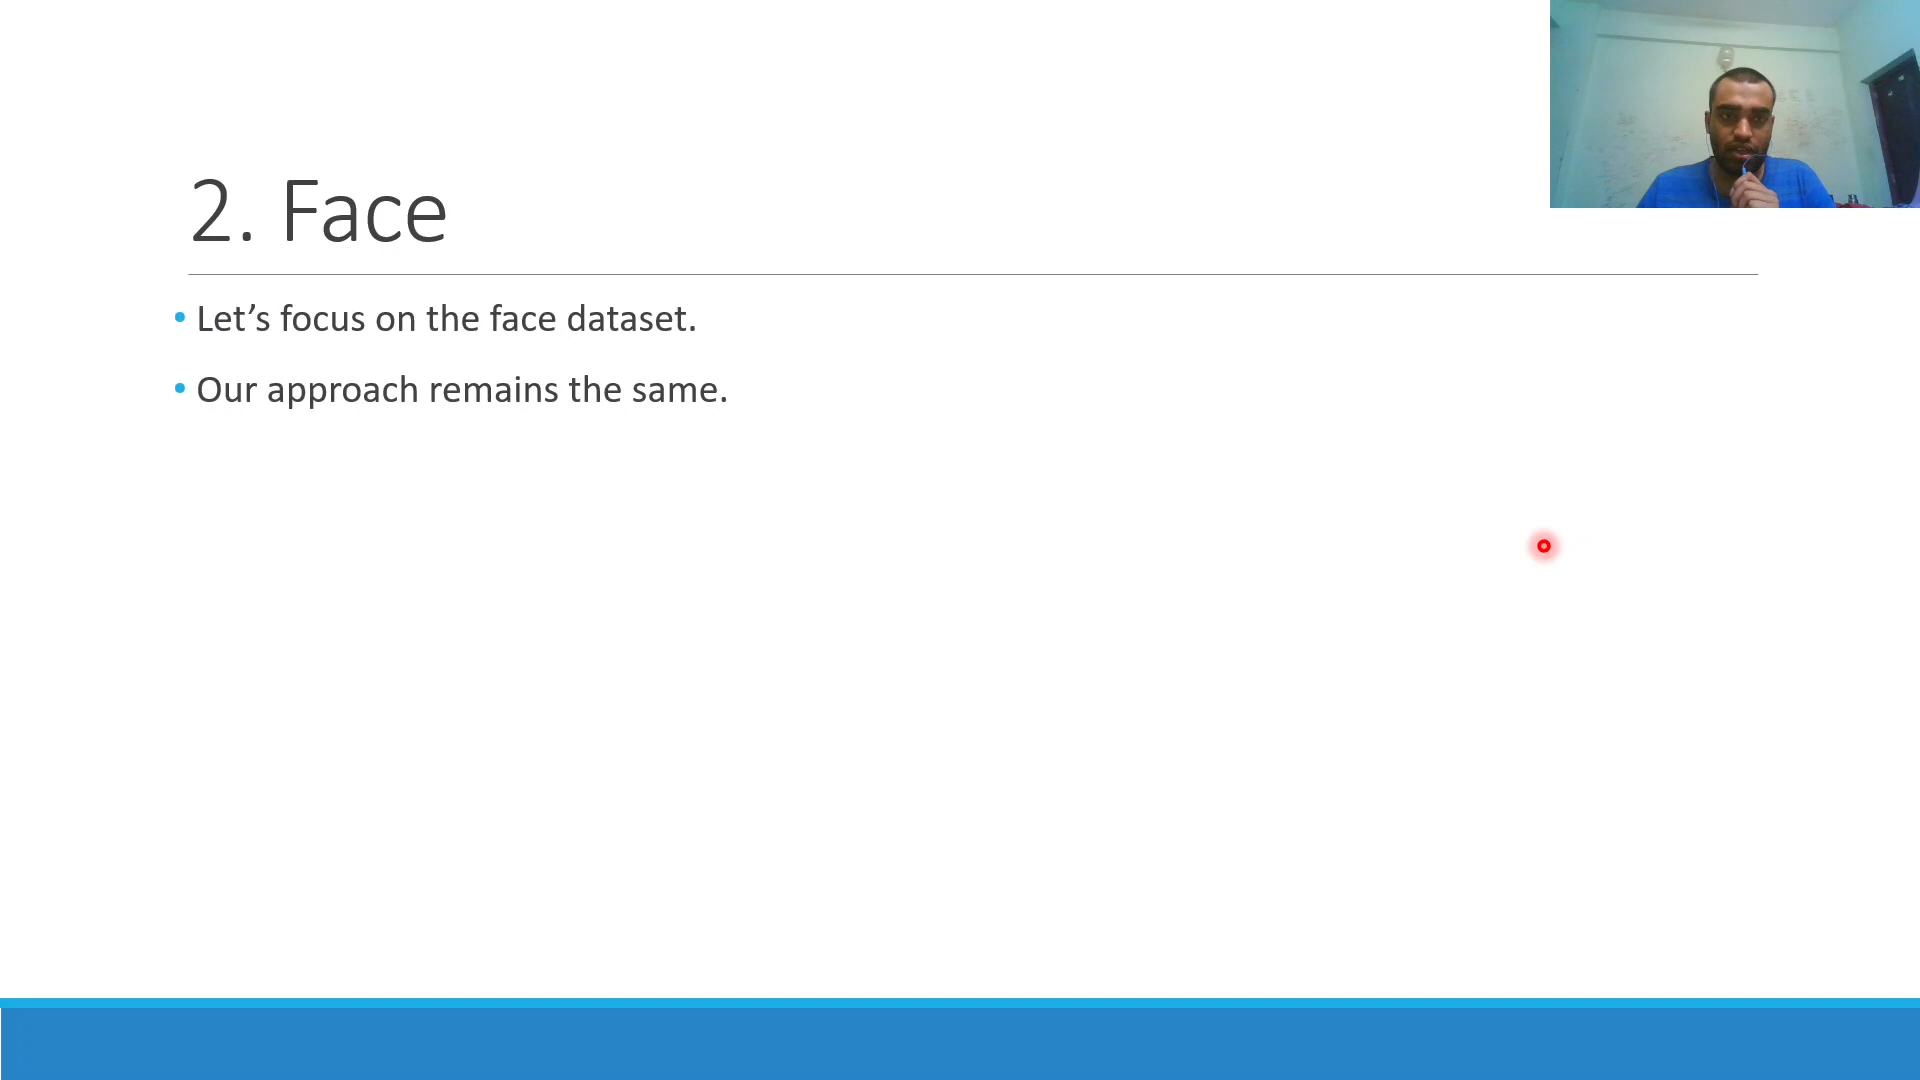 2. Face
• Let’s focus on the face dataset.
• Our approach remains the same.